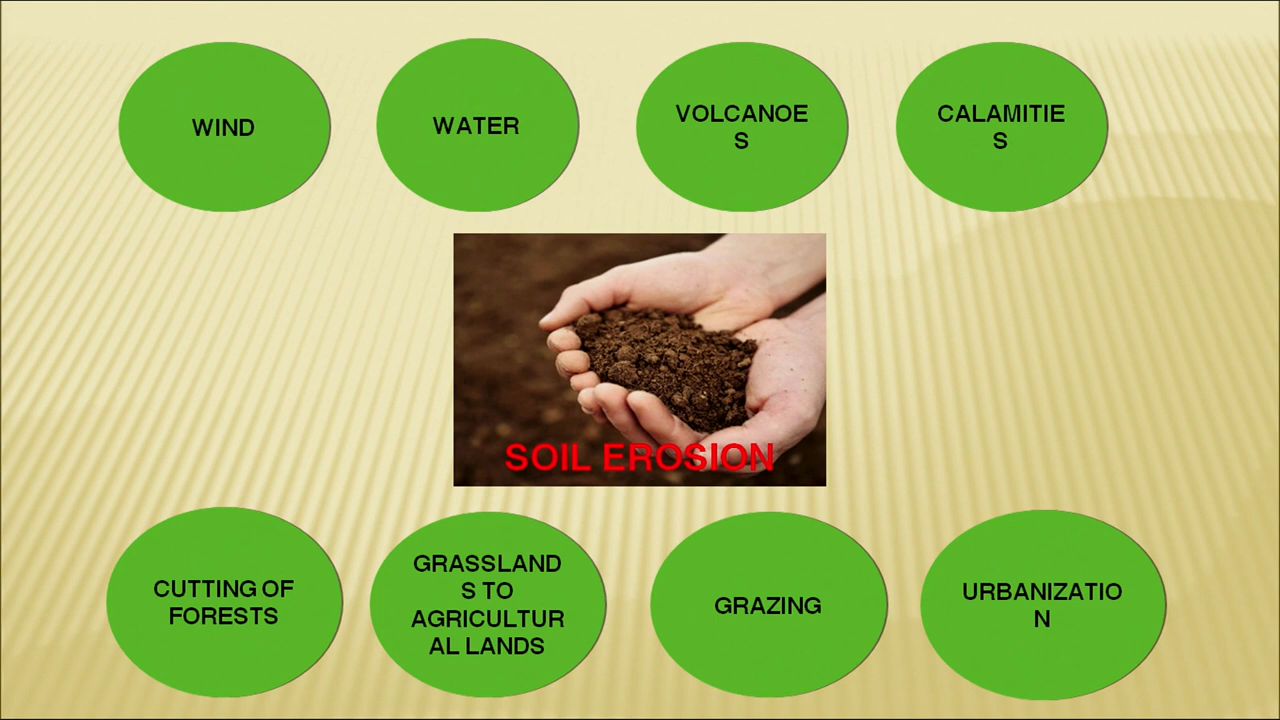 WIND
WATER
VOLCANOE
S
CALAMITIE
S
SOIL EROSION
CUTTING OF
FORESTS
GRASSLAND
S TO
AGRICULTUR
AL LANDS
GRAZING
URBANIZATIO
N